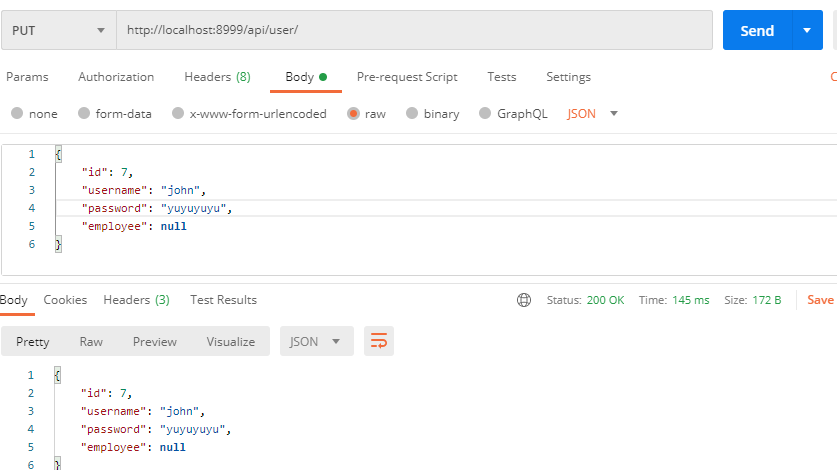 PUT http://localhost:8999/api/user/ Send
Params Authorization Headers (8) Body Pre-request Script Tests Settings C
none form-data x-www-form-urlencoded raw binary GraphQL JSON
1 {
2 "id": 7,
3 "username": "john",
4 "password": "yuyuyuyu",
5 "employee": null
6 }
Body Cookies Headers (3) Test Results Status: 200 OK Time: 145 ms Size: 172 B Save
Pretty Raw Preview Visualize JSON
1 {
2 "id": 7,
3 "username": "john",
4 "password": "yuyuyuyu",
5 "employee": null
6 }